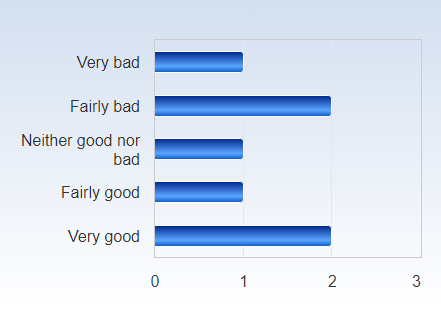 Very bad
Fairly bad
Neither good nor
bad
Fairly good
Very good
0 1 2 3